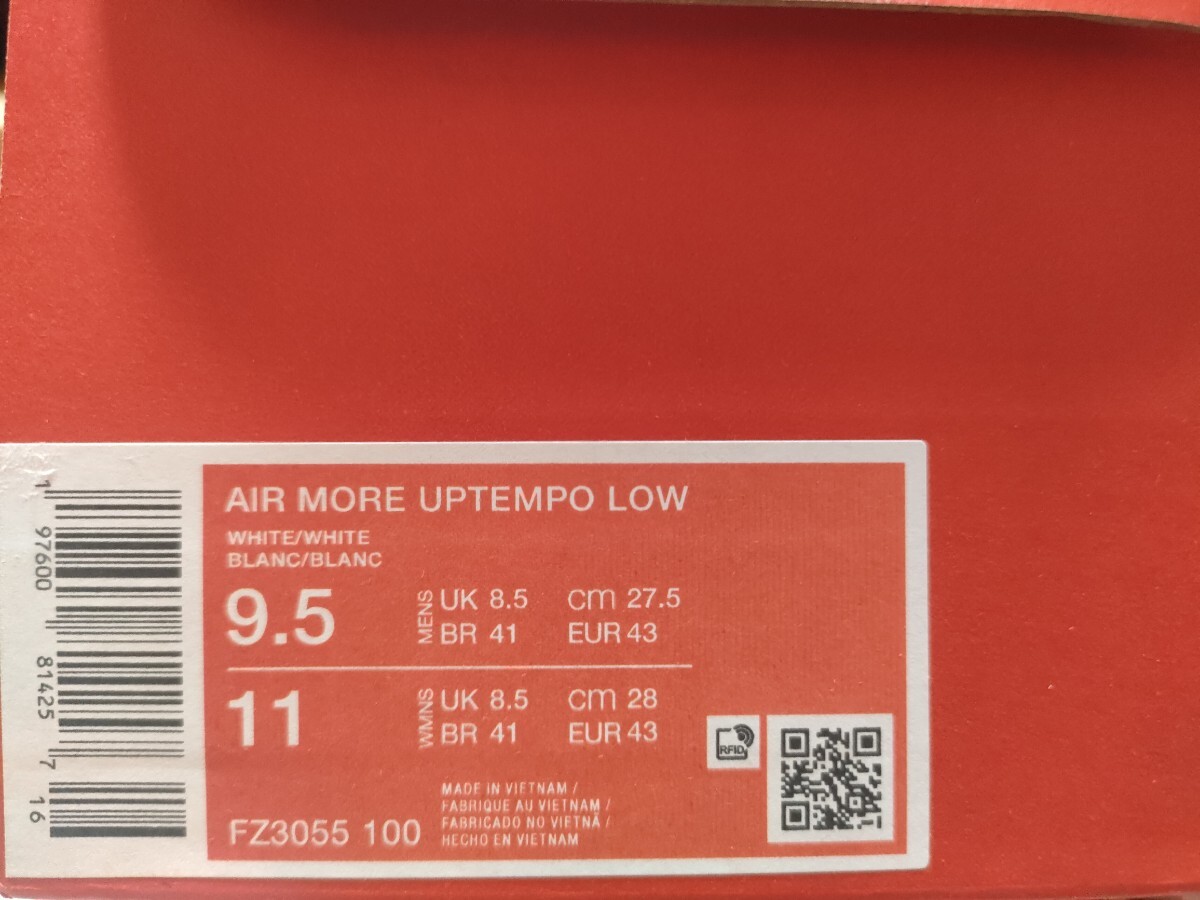 AIR MORE UPTEMPO LOW
WHITE/WHITE
BLANC/BLANC
9.5 MENS UK 8.5 cm 27.5
BR 41 EUR 43
11 WMNS UK 8.5 cm 28
BR 41 EUR 43
RFID
MADE IN VIETNAM /
FABRIQUE AU VIETNAM /
FABRICADO NO VIETNÃ /
HECHO EN VIETNAM
FZ3055 100
1 97600 81425 7 16